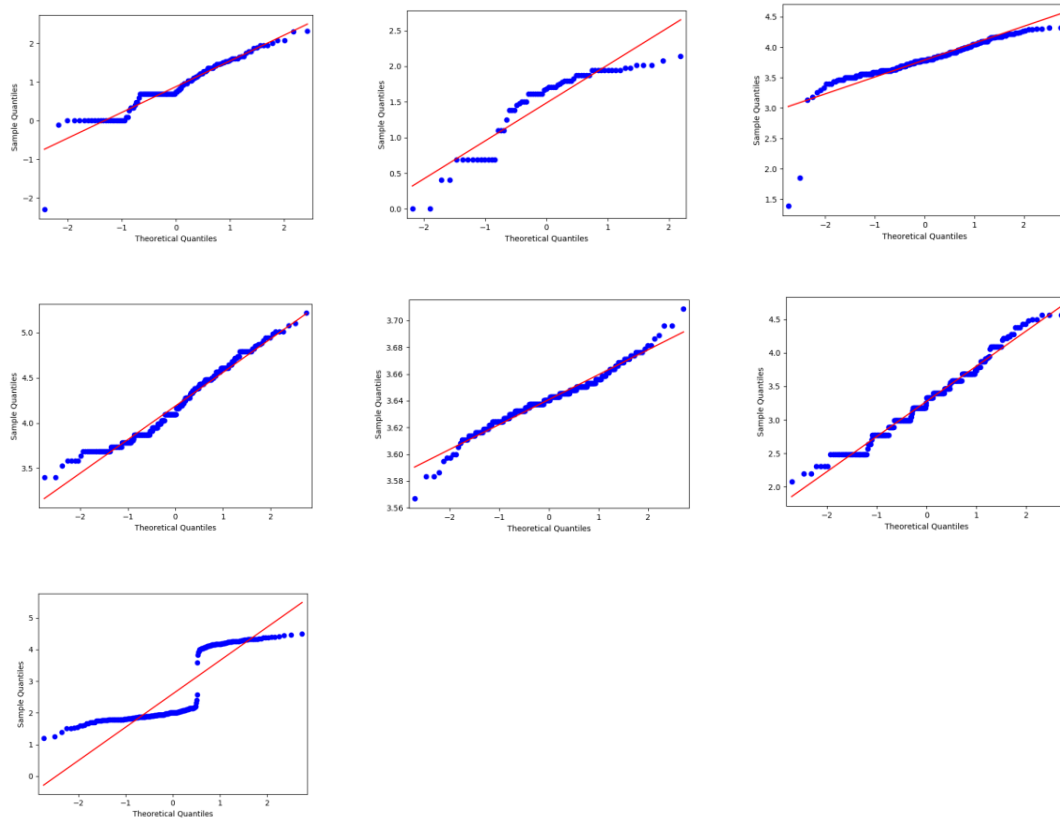 Sample Quantiles
2
1
0
−1
−2
−2 −1 0 1 2
Theoretical Quantiles
Sample Quantiles
2.5
2.0
1.5
1.0
0.5
0.0
−2 −1 0 1 2
Theoretical Quantiles
Sample Quantiles
4.5
4.0
3.5
3.0
2.5
2.0
1.5
−2 −1 0 1 2
Theoretical Quantiles
Sample Quantiles
5.0
4.5
4.0
3.5
−2 −1 0 1 2
Theoretical Quantiles
Sample Quantiles
3.70
3.68
3.66
3.64
3.62
3.60
3.58
3.56
−2 −1 0 1 2
Theoretical Quantiles
Sample Quantiles
4.5
4.0
3.5
3.0
2.5
2.0
−2 −1 0 1 2
Theoretical Quantiles
Sample Quantiles
5
4
3
2
1
0
−2 −1 0 1 2
Theoretical Quantiles